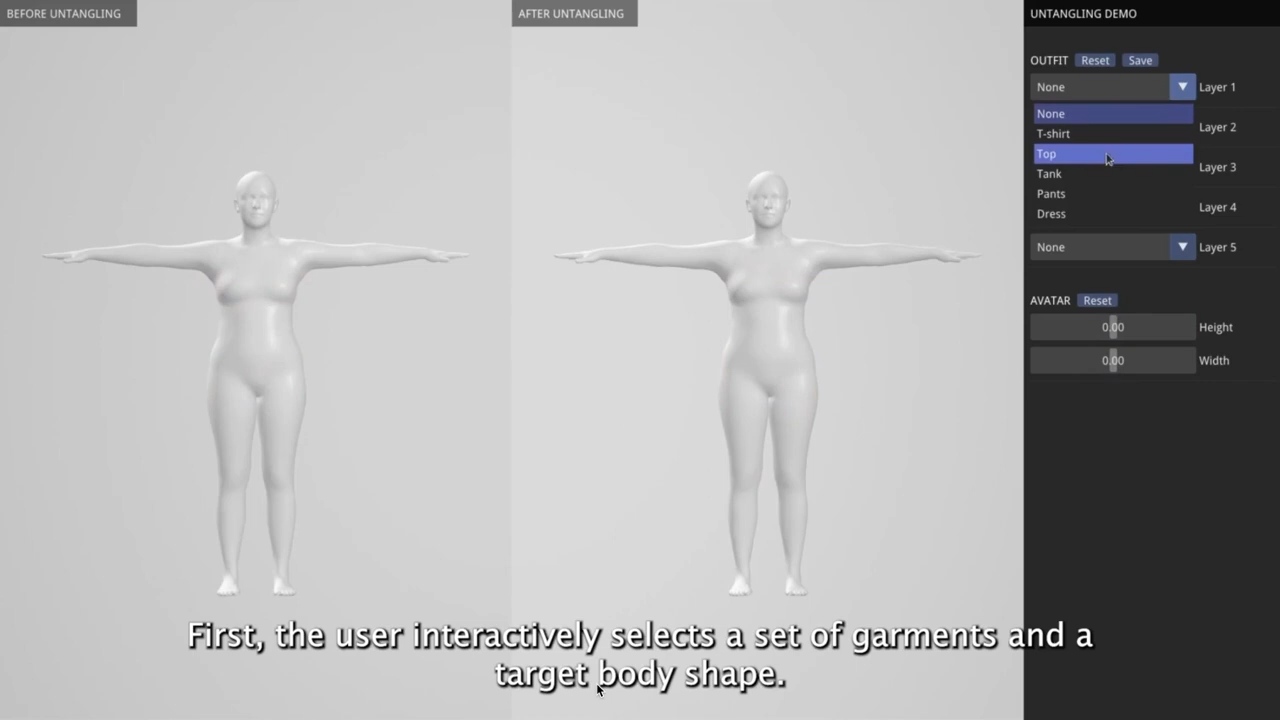 BEFORE UNTANGLING
AFTER UNTANGLING
UNTANGLING DEMO
OUTFIT Reset Save
None Layer 1
None
T-shirt Layer 2
Top
Layer 3
Tank
Pants
Layer 4
Dress
None Layer 5
AVATAR Reset
0.00 Height
0.00 Width
First, the user interactively selects a set of garments and a
target body shape.